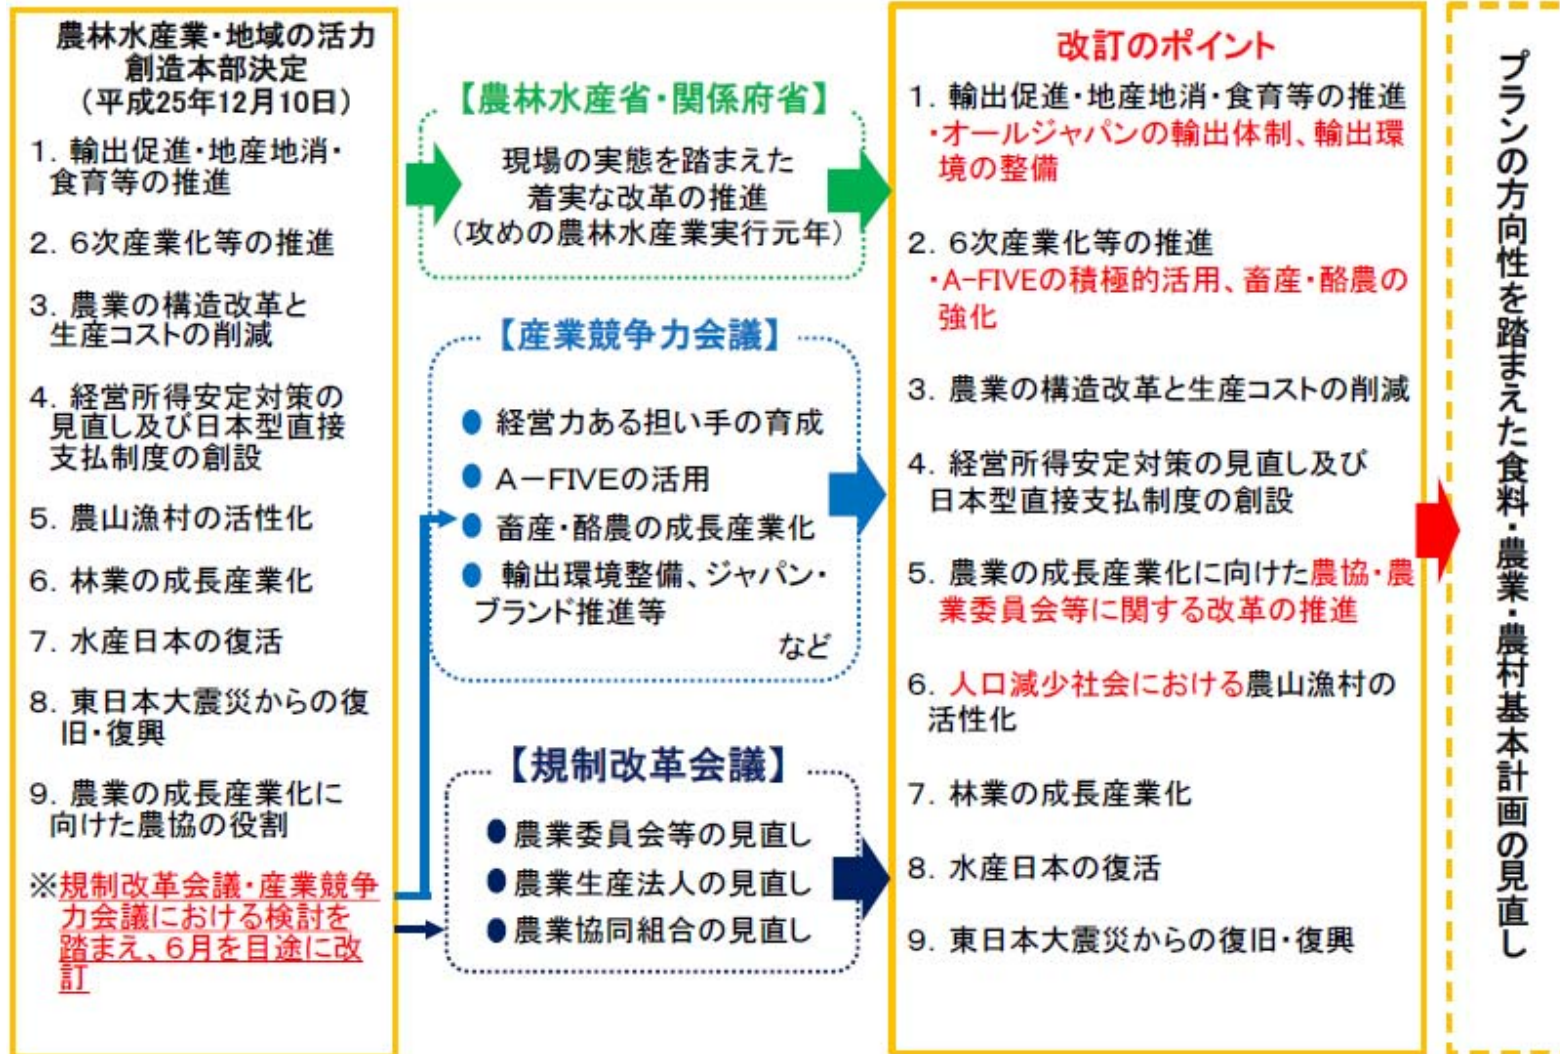 農林水産業・地域の活力
創造本部決定
（平成25年12月10日）
1．輸出促進・地産地消・
食育等の推進
2．６次産業化等の推進
3．農業の構造改革と
生産コストの削減
4．経営所得安定対策の
見直し及び日本型直接
支払制度の創設
5．農山漁村の活性化
6．林業の成長産業化
7．水産日本の復活
8．東日本大震災からの復
旧・復興
9．農業の成長産業化に
向けた農協の役割
※規制改革会議・産業競争
力会議における検討を
踏まえ、６月を目途に改
訂
【農林水産省・関係府省】
現場の実態を踏まえた
着実な改革の推進
（攻めの農林水産業実行元年）
【産業競争力会議】
● 経営力ある担い手の育成
● Ａ－FIVEの活用
● 畜産・酪農の成長産業化
● 輸出環境整備、ジャパン・
ブランド推進等
など
【規制改革会議】
●農業委員会等の見直し
●農業生産法人の見直し
●農業協同組合の見直し
改訂のポイント
1．輸出促進・地産地消・食育等の推進
・オールジャパンの輸出体制、輸出環
境の整備
2．６次産業化等の推進
・A-FIVEの積極的活用、畜産・酪農の
強化
3．農業の構造改革と生産コストの削減
4．経営所得安定対策の見直し及び
日本型直接支払制度の創設
5．農業の成長産業化に向けた農協・農
業委員会等に関する改革の推進
6．人口減少社会における農山漁村の
活性化
7．林業の成長産業化
8．水産日本の復活
9．東日本大震災からの復旧・復興
プランの方向性を踏まえた食料・農業・農村基本計画の見直し